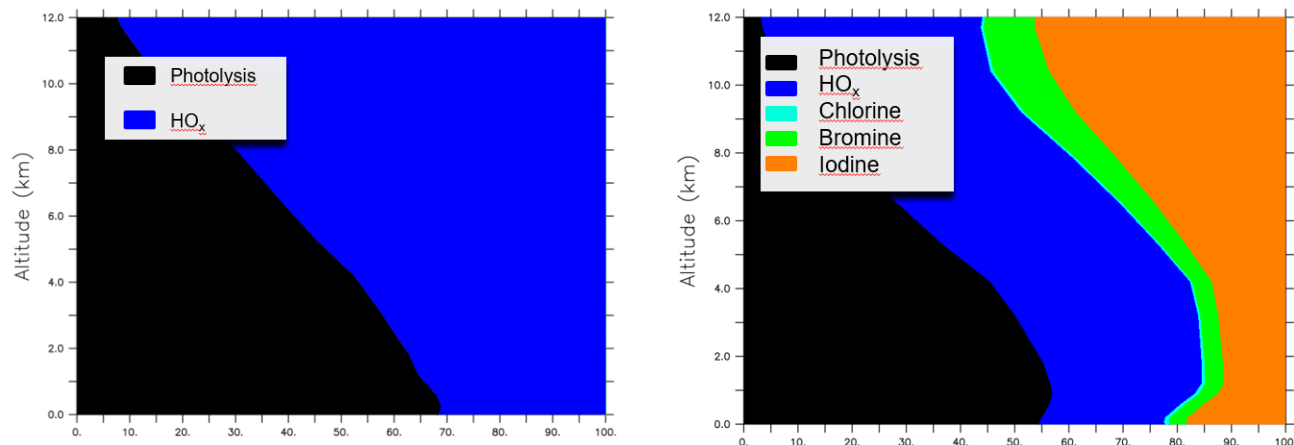 12.0
10.0
8.0
6.0
4.0
2.0
0.0
Altitude (km)
Photolysis
HOₓ
0. 10. 20. 30. 40. 50. 60. 70. 80. 90. 100.
12.0
10.0
8.0
6.0
4.0
2.0
0.0
Altitude (km)
Photolysis
HOₓ
Chlorine
Bromine
Iodine
0. 10. 20. 30. 40. 50. 60. 70. 80. 90. 100.